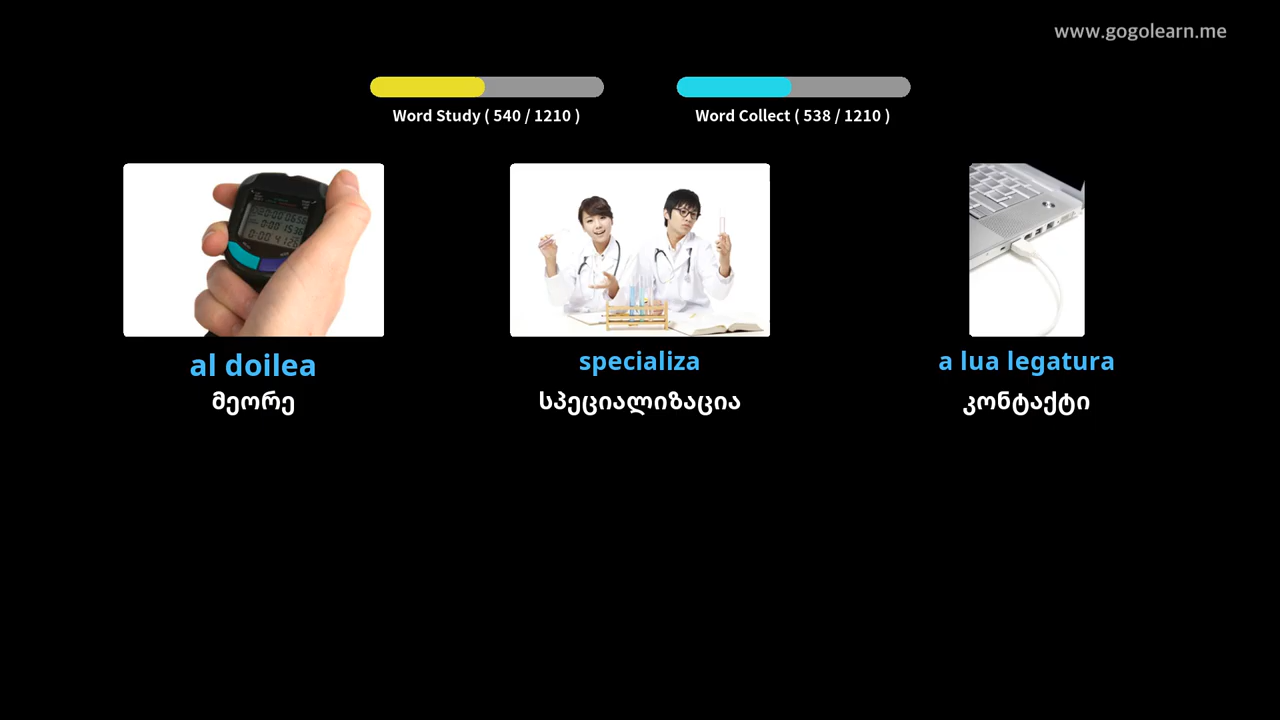 www.gogolearn.me
Word Study ( 540 / 1210 )
Word Collect ( 538 / 1210 )
al doilea
მეორე
specializa
სპეციალიზაცია
a lua legatura
კონტაქტი